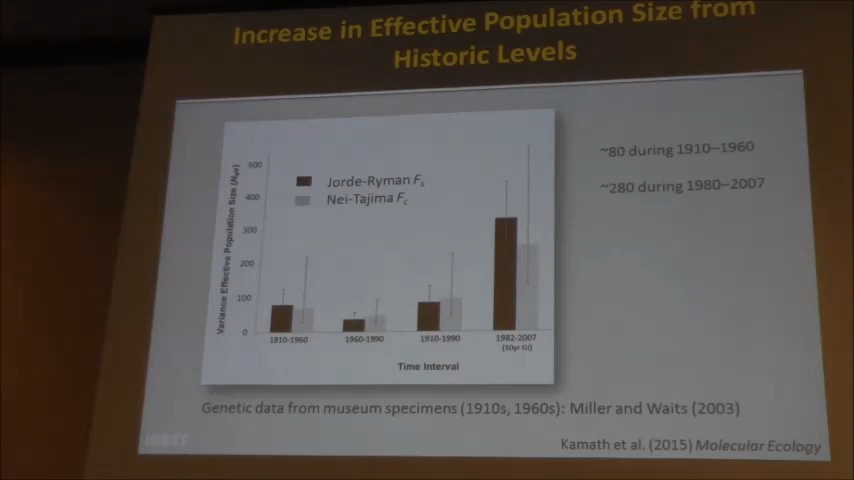 Increase in Effective Population Size from
Historic Levels
Variance Effective Population Size (NeV)
500
400
300
200
100
0
Jorde-Ryman Fs
Nei-Tajima Fc
1910-1960
1960-1990
1910-1990
1982-2007
(10yr GI)
Time Interval
~80 during 1910–1960
~280 during 1980–2007
Genetic data from museum specimens (1910s, 1960s): Miller and Waits (2003)
Kamath et al. (2015) Molecular Ecology
IGBST